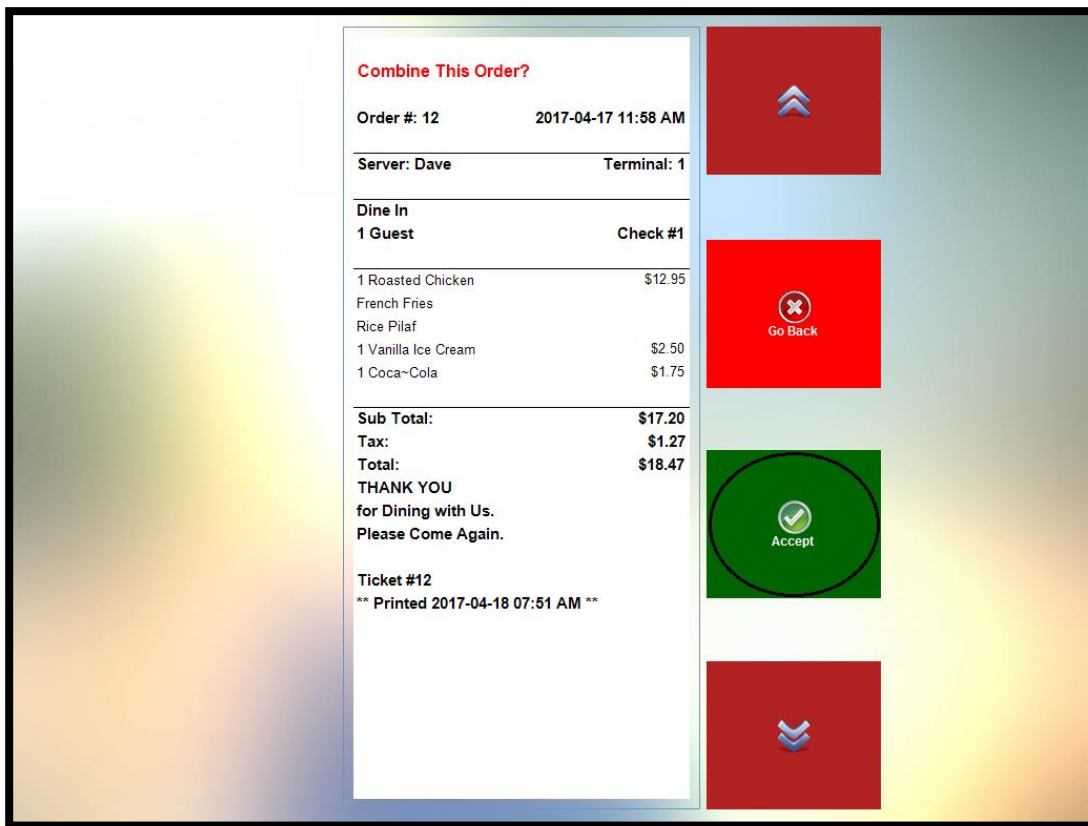 Combine This Order?
Order #: 12 2017-04-17 11:58 AM
Server: Dave Terminal: 1
Dine In
1 Guest Check #1
1 Roasted Chicken $12.95
French Fries
Rice Pilaf
1 Vanilla Ice Cream $2.50
1 Coca~Cola $1.75
Sub Total: $17.20
Tax: $1.27
Total: $18.47
THANK YOU
for Dining with Us.
Please Come Again.
Ticket #12
** Printed 2017-04-18 07:51 AM **
Go Back
Accept